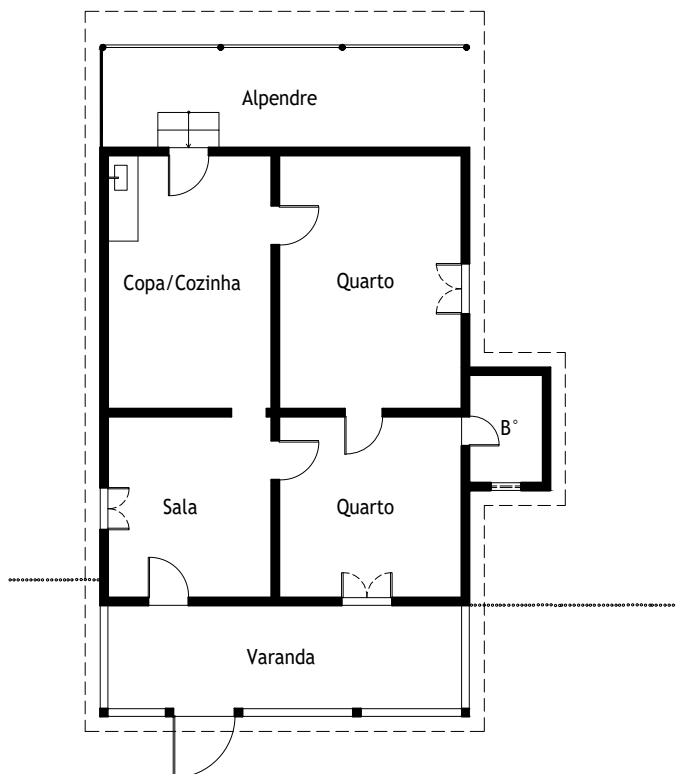 Alpendre
Copa/Cozinha
Quarto
B°
Sala
Quarto
Varanda